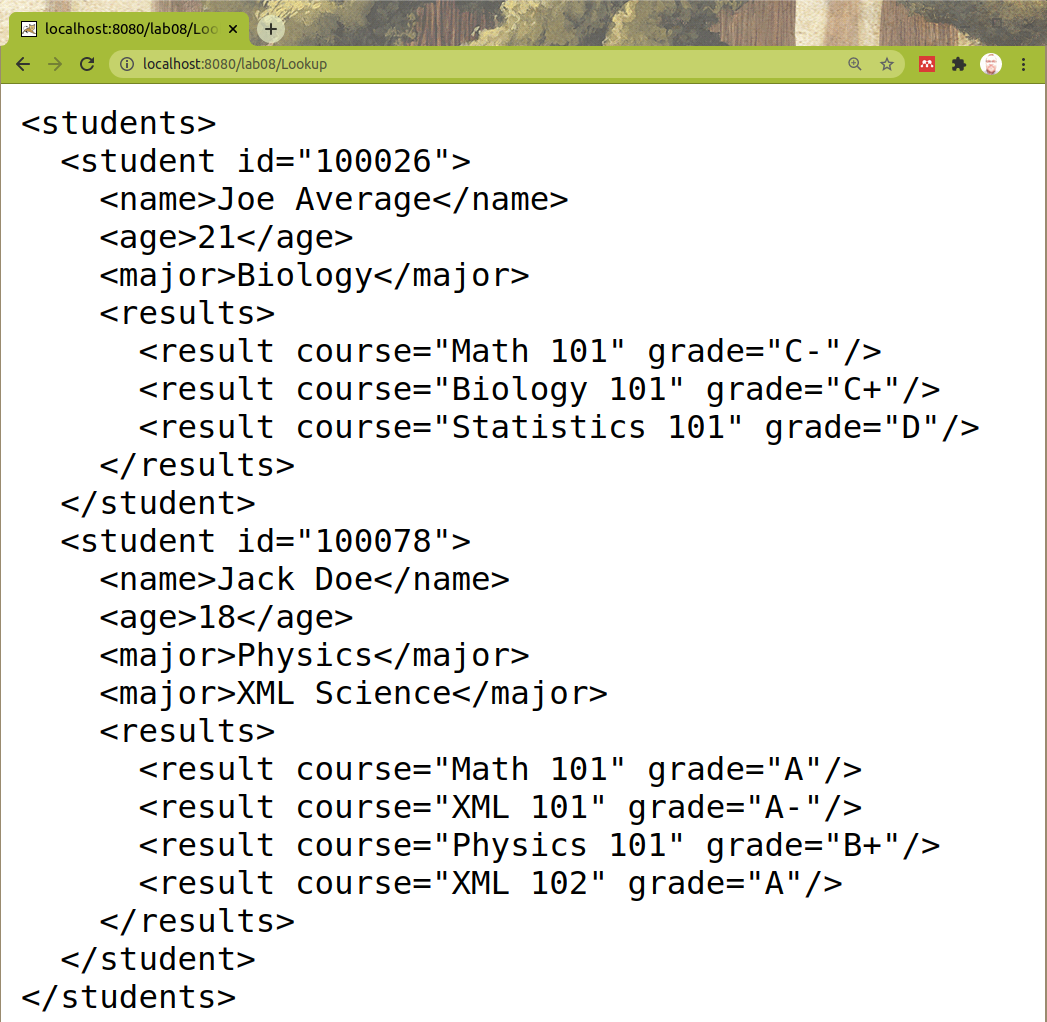 localhost:8080/lab08/Loo
localhost:8080/lab08/Lookup
<students>
  <student id="100026">
    <name>Joe Average</name>
    <age>21</age>
    <major>Biology</major>
    <results>
      <result course="Math 101" grade="C-"/>
      <result course="Biology 101" grade="C+"/>
      <result course="Statistics 101" grade="D"/>
    </results>
  </student>
  <student id="100078">
    <name>Jack Doe</name>
    <age>18</age>
    <major>Physics</major>
    <major>XML Science</major>
    <results>
      <result course="Math 101" grade="A"/>
      <result course="XML 101" grade="A-"/>
      <result course="Physics 101" grade="B+"/>
      <result course="XML 102" grade="A"/>
    </results>
  </student>
</students>